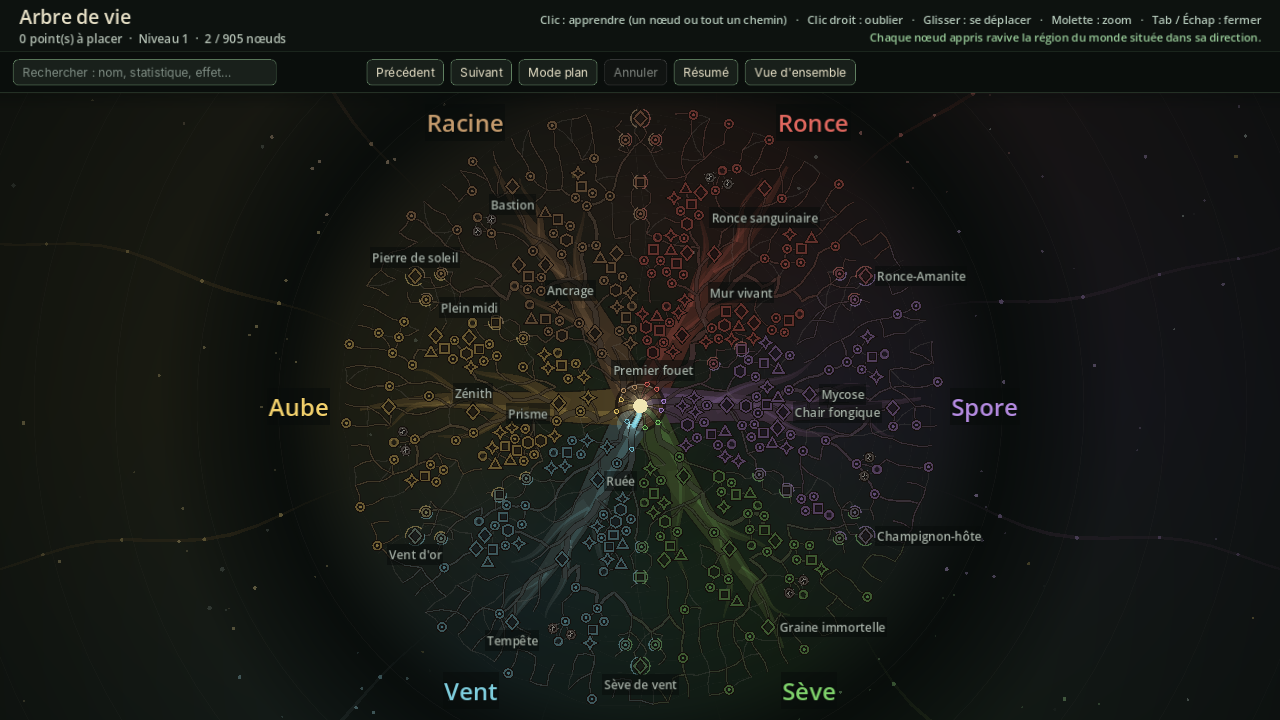 Arbre de vie
0 point(s) à placer · Niveau 1 · 2 / 905 nœuds
Clic : apprendre (un nœud ou tout un chemin) · Clic droit : oublier · Glisser : se déplacer · Molette : zoom · Tab / Échap : fermer
Chaque nœud appris ravive la région du monde située dans sa direction.
Rechercher : nom, statistique, effet...
Précédent
Suivant
Mode plan
Annuler
Résumé
Vue d'ensemble
Racine
Ronce
Bastion
Ronce sanguinaire
Pierre de soleil
Ronce-Amanite
Ancrage
Mur vivant
Plein midi
Premier fouet
Zénith
Mycose
Aube
Prisme
Chair fongique
Spore
Ruée
Champignon-hôte
Vent d'or
Graine immortelle
Tempête
Sève de vent
Vent
Sève